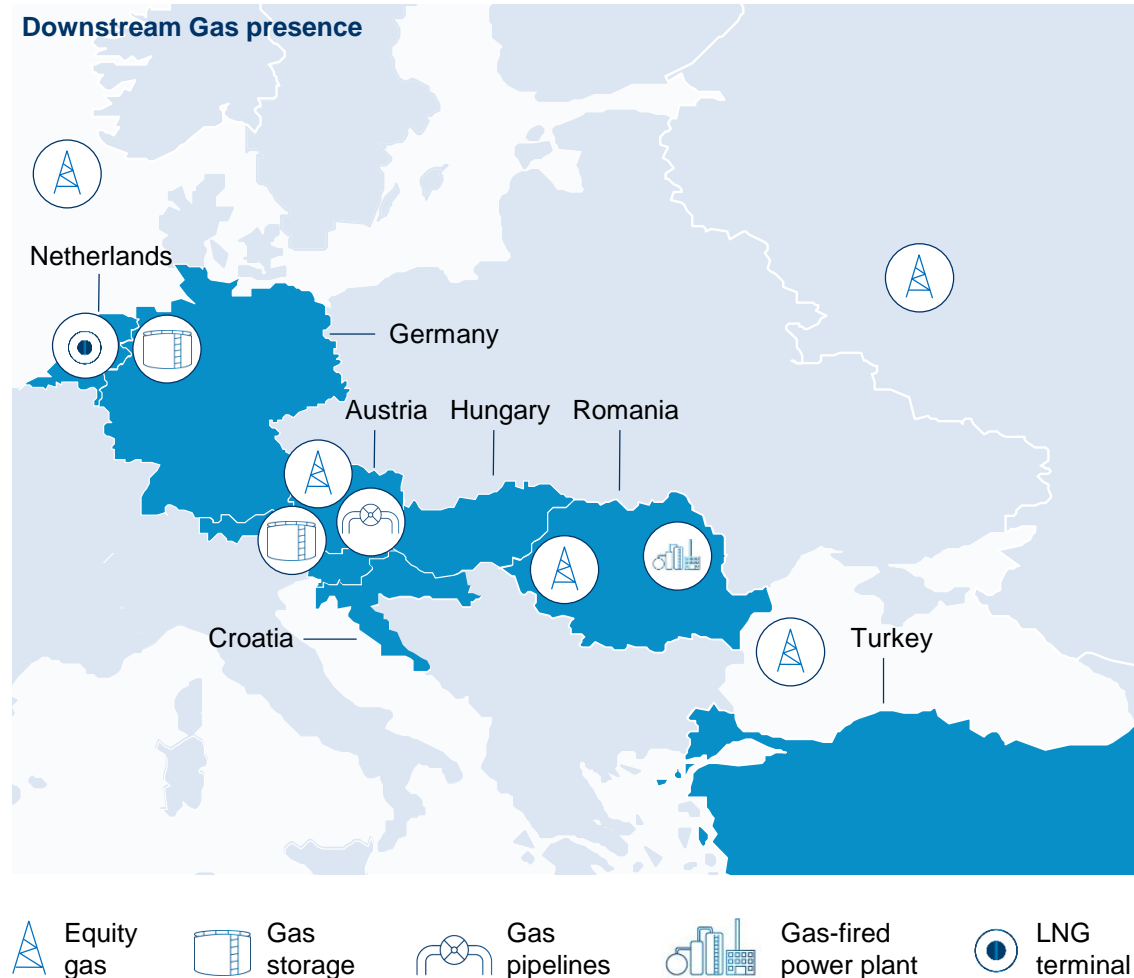 Downstream Gas presence
Netherlands
Germany
Austria
Hungary
Romania
Croatia
Turkey
Equity
gas
Gas
storage
Gas
pipelines
Gas-fired
power plant
LNG
terminal